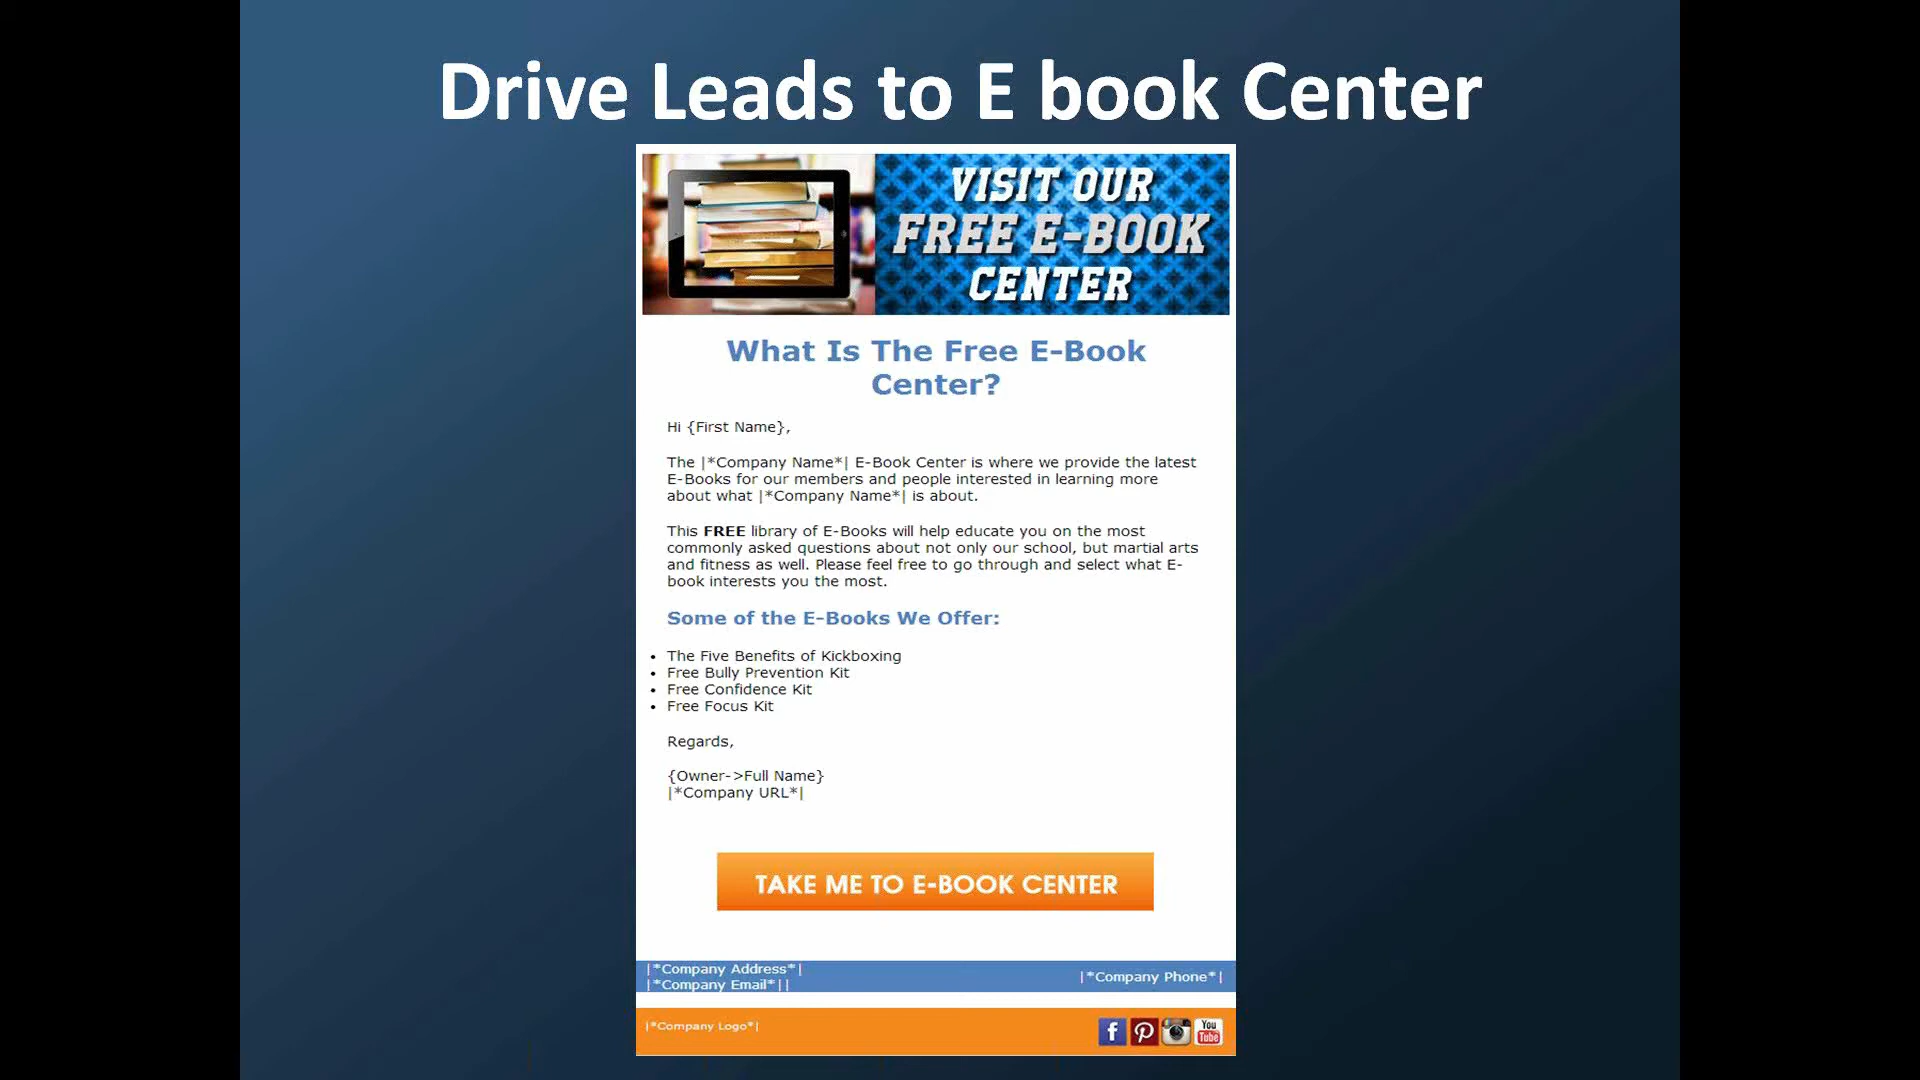 Drive Leads to E book Center
VISIT OUR
FREE E-BOOK
CENTER
What Is The Free E-Book
Center?
Hi {First Name},
The |*Company Name*| E-Book Center is where we provide the latest
E-Books for our members and people interested in learning more
about what |*Company Name*| is about.
This FREE library of E-Books will help educate you on the most
commonly asked questions about not only our school, but martial arts
and fitness as well. Please feel free to go through and select what E-
book interests you the most.
Some of the E-Books We Offer:
• The Five Benefits of Kickboxing
• Free Bully Prevention Kit
• Free Confidence Kit
• Free Focus Kit
Regards,
{Owner->Full Name}
|*Company URL*|
TAKE ME TO E-BOOK CENTER
|*Company Address*|
|*Company Email*||
|*Company Phone*|
|*Company Logo*|
You
Tube